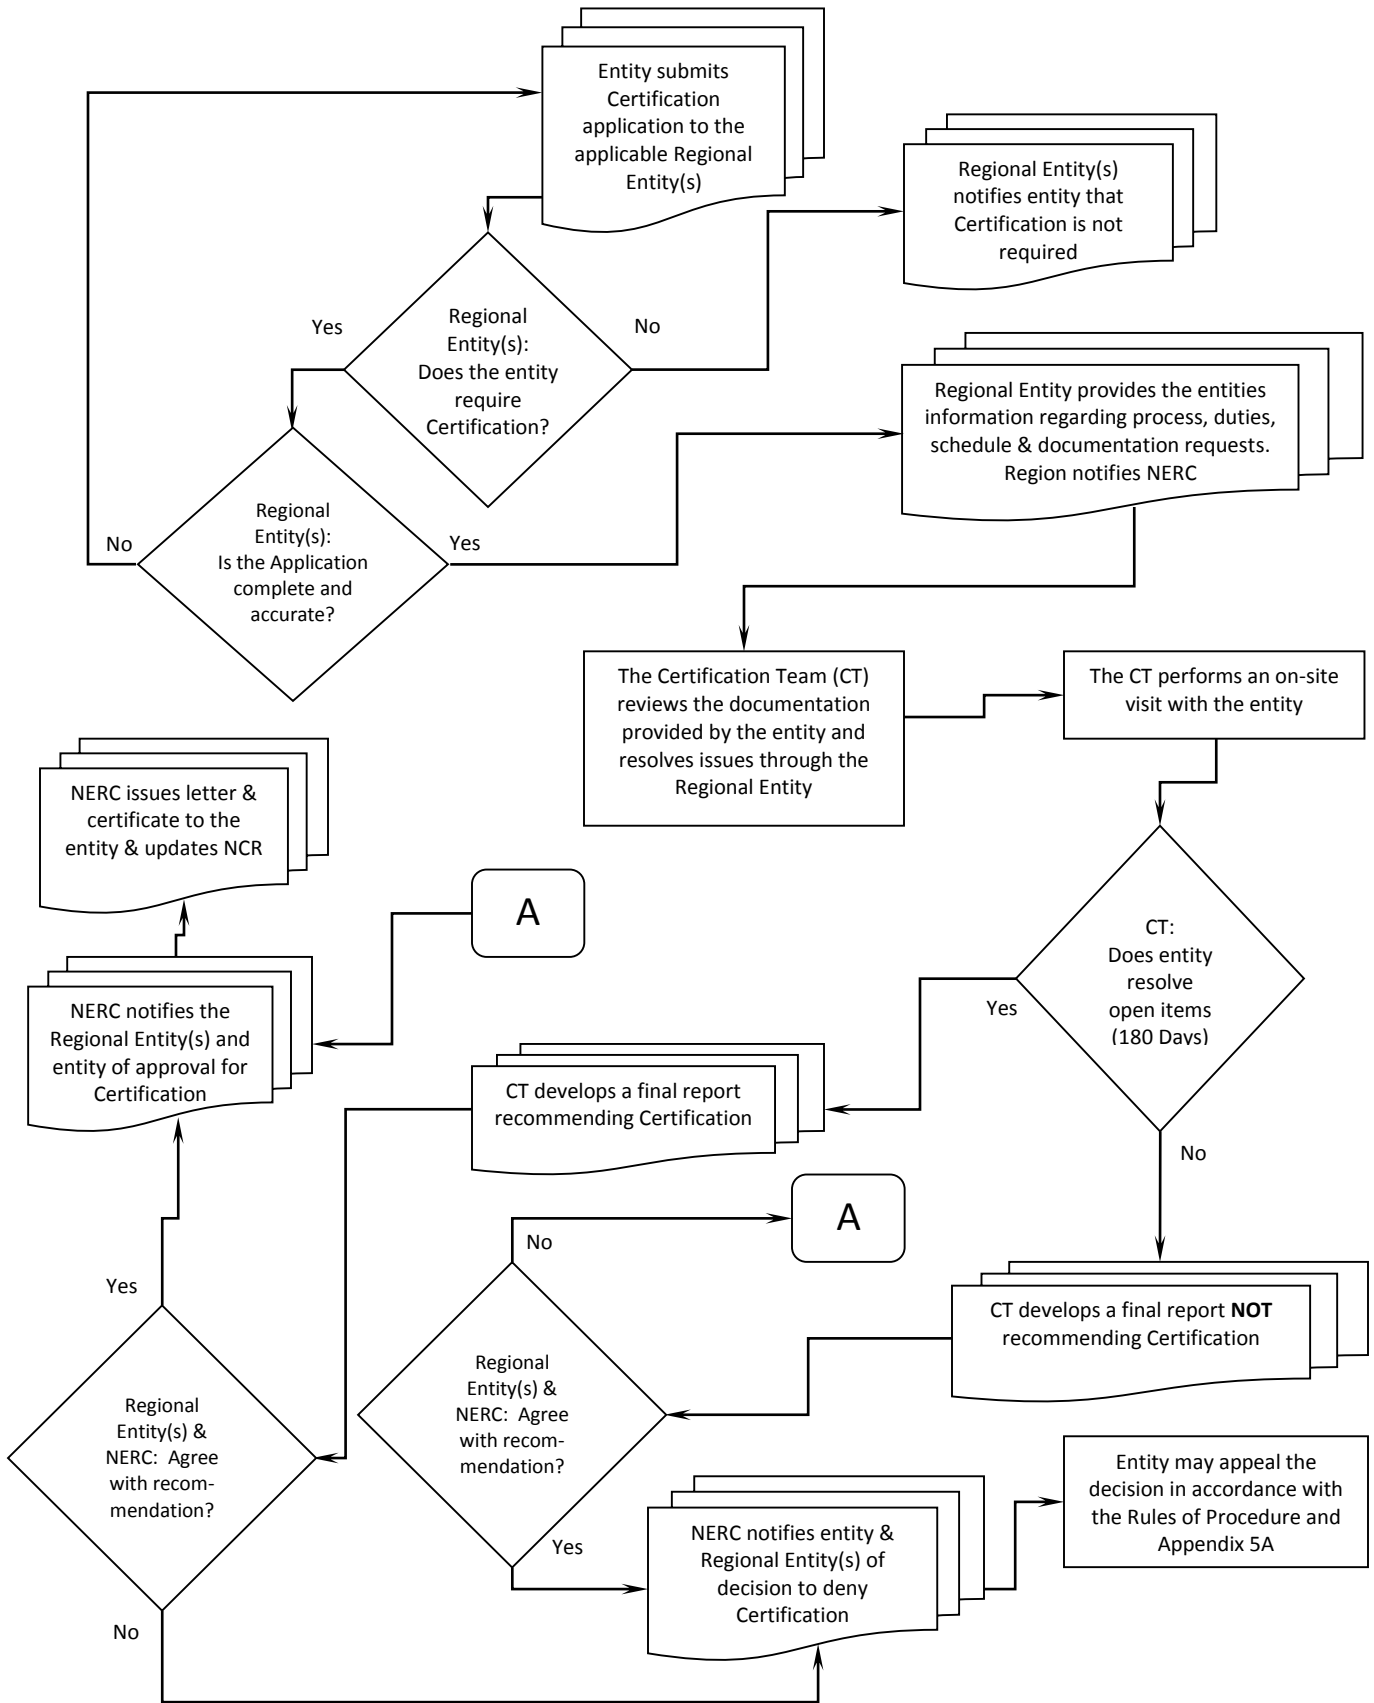 Entity submits
Certification
application to the
applicable Regional
Entity(s)
Regional Entity(s)
notifies entity that
Certification is not
required
Yes
Regional
Entity(s):
Does the entity
require
Certification?
No
Regional Entity provides the entities
information regarding process, duties,
schedule & documentation requests.
Region notifies NERC
No
Regional
Entity(s):
Is the Application
complete and
accurate?
Yes
The Certification Team (CT)
reviews the documentation
provided by the entity and
resolves issues through the
Regional Entity
The CT performs an on-site
visit with the entity
NERC issues letter &
certificate to the
entity & updates NCR
A
CT:
Does entity
resolve
open items
(180 Days)
Yes
NERC notifies the
Regional Entity(s) and
entity of approval for
Certification
CT develops a final report
recommending Certification
No
A
No
Yes
CT develops a final report NOT
recommending Certification
Regional
Entity(s) &
NERC:  Agree
with recom-
mendation?
Regional
Entity(s) &
NERC:  Agree
with recom-
mendation?
Entity may appeal the
decision in accordance with
the Rules of Procedure and
Appendix 5A
Yes
NERC notifies entity &
Regional Entity(s) of
decision to deny
Certification
No